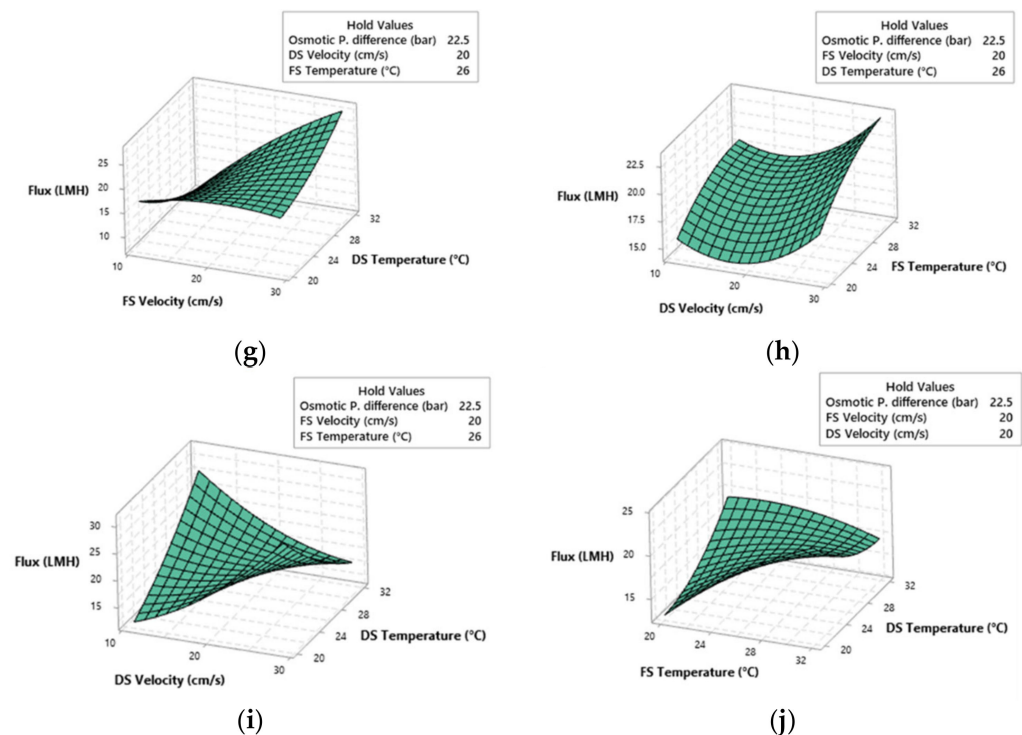 Hold Values
Osmotic P. difference (bar) 22.5
DS Velocity (cm/s) 20
FS Temperature (°C) 26
25
20
15
10
Flux (LMH)
10
20
30
FS Velocity (cm/s)
20
24
28
32
DS Temperature (°C)
(g)
Hold Values
Osmotic P. difference (bar) 22.5
FS Velocity (cm/s) 20
DS Temperature (°C) 26
22.5
20.0
17.5
15.0
Flux (LMH)
10
20
30
DS Velocity (cm/s)
20
24
28
32
FS Temperature (°C)
(h)
Hold Values
Osmotic P. difference (bar) 22.5
FS Velocity (cm/s) 20
FS Temperature (°C) 26
30
25
20
15
Flux (LMH)
10
20
30
DS Velocity (cm/s)
20
24
28
32
DS Temperature (°C)
(i)
Hold Values
Osmotic P. difference (bar) 22.5
FS Velocity (cm/s) 20
DS Velocity (cm/s) 20
25
20
15
Flux (LMH)
20
24
28
32
FS Temperature (°C)
20
24
28
32
DS Temperature (°C)
(j)